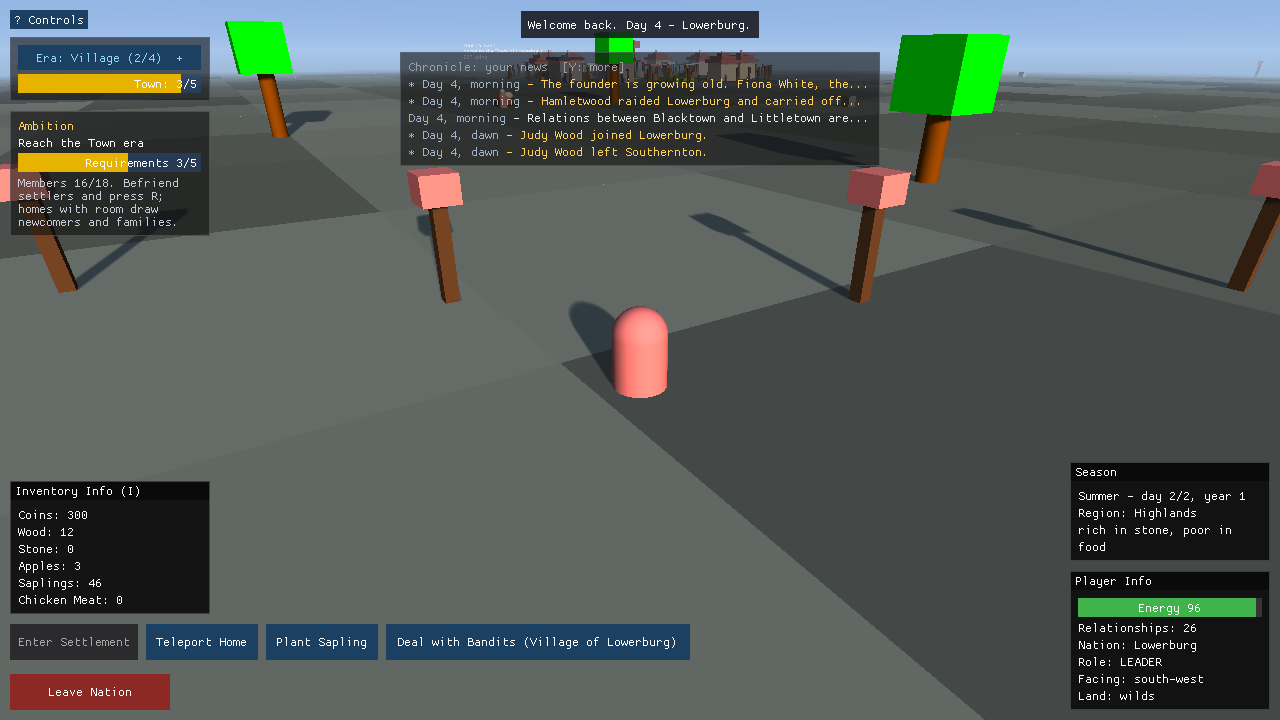 ? Controls
Welcome back. Day 4 - Lowerburg.
Era: Village (2/4) +
Town: 3/5
Chronicle: your news [Y: more]
* Day 4, morning - The founder is growing old. Fiona White, the...
* Day 4, morning - Hamletwood raided Lowerburg and carried off...
Day 4, morning - Relations between Blacktown and Littletown are...
* Day 4, dawn - Judy Wood joined Lowerburg.
* Day 4, dawn - Judy Wood left Southernton.
Ambition
Reach the Town era
Requirements 3/5
Members 16/18. Befriend
settlers and press R;
homes with room draw
newcomers and families.
Inventory Info (I)
Coins: 300
Wood: 12
Stone: 0
Apples: 3
Saplings: 46
Chicken Meat: 0
Season
Summer - day 2/2, year 1
Region: Highlands
rich in stone, poor in
food
Player Info
Energy 96
Relationships: 26
Nation: Lowerburg
Role: LEADER
Facing: south-west
Land: wilds
Enter Settlement
Teleport Home
Plant Sapling
Deal with Bandits (Village of Lowerburg)
Leave Nation